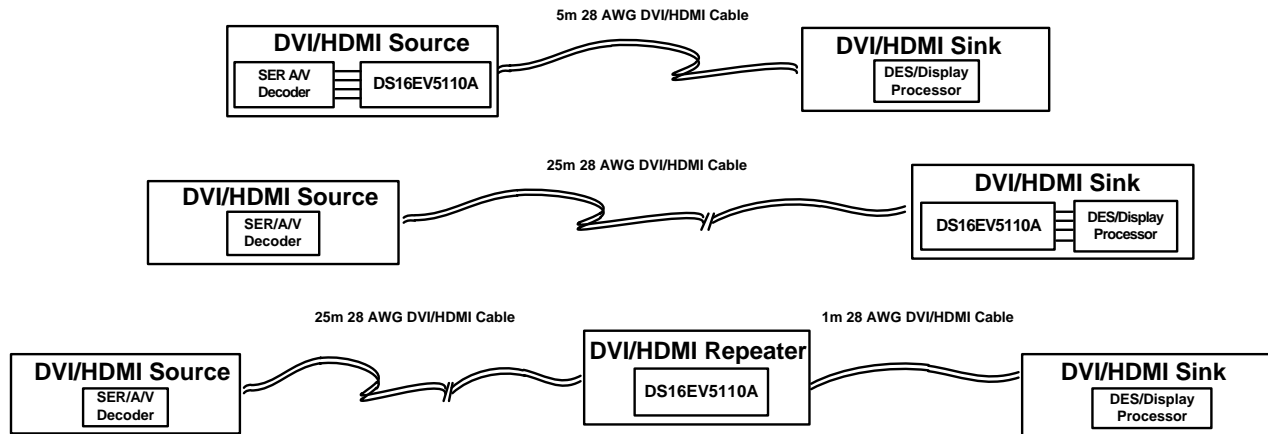 5m 28 AWG DVI/HDMI Cable
DVI/HDMI Source
SER A/V
Decoder
DS16EV5110A
DVI/HDMI Sink
DES/Display
Processor
25m 28 AWG DVI/HDMI Cable
DVI/HDMI Source
SER/A/V
Decoder
DVI/HDMI Sink
DS16EV5110A
DES/Display
Processor
25m 28 AWG DVI/HDMI Cable
1m 28 AWG DVI/HDMI Cable
DVI/HDMI Source
SER/A/V
Decoder
DVI/HDMI Repeater
DS16EV5110A
DVI/HDMI Sink
DES/Display
Processor